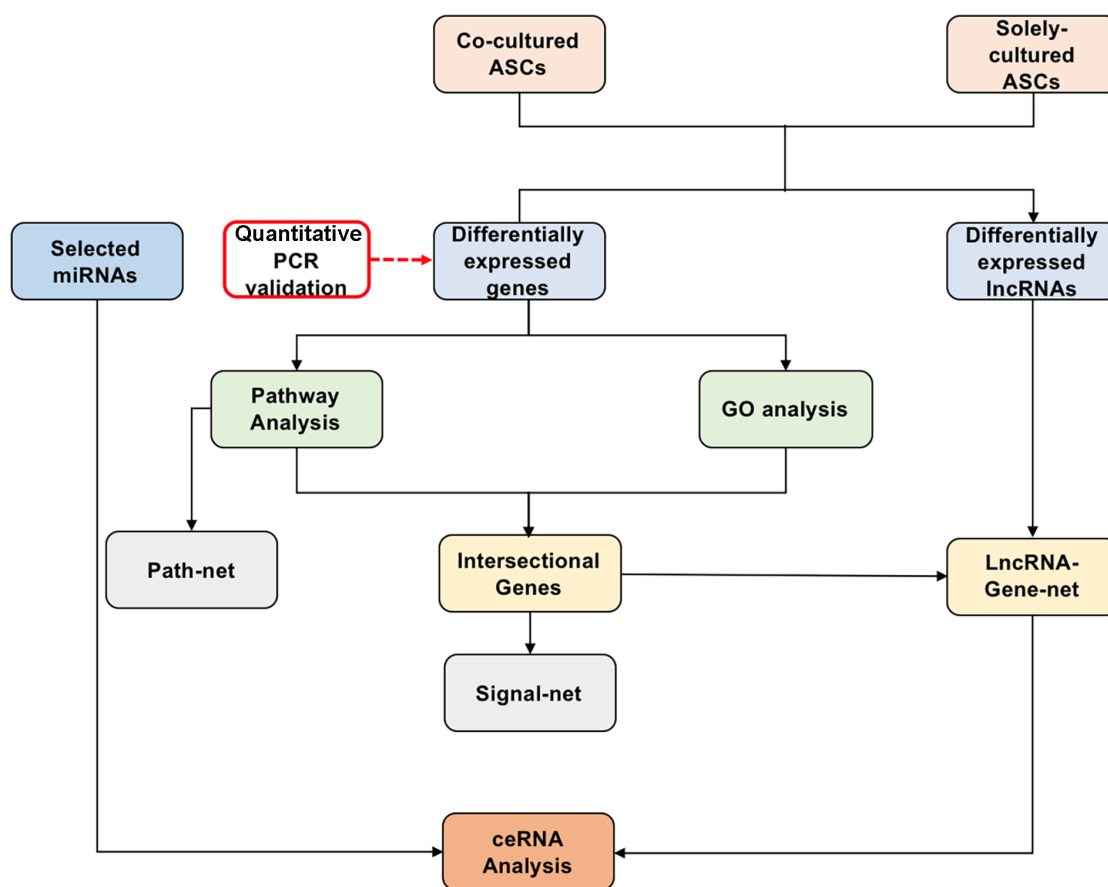 Co-cultured
ASCs
Solely-
cultured
ASCs
Selected
miRNAs
Quantitative
PCR
validation
Differentially
expressed
genes
Differentially
expressed
lncRNAs
Pathway
Analysis
GO analysis
Path-net
Intersectional
Genes
LncRNA-
Gene-net
Signal-net
ceRNA
Analysis